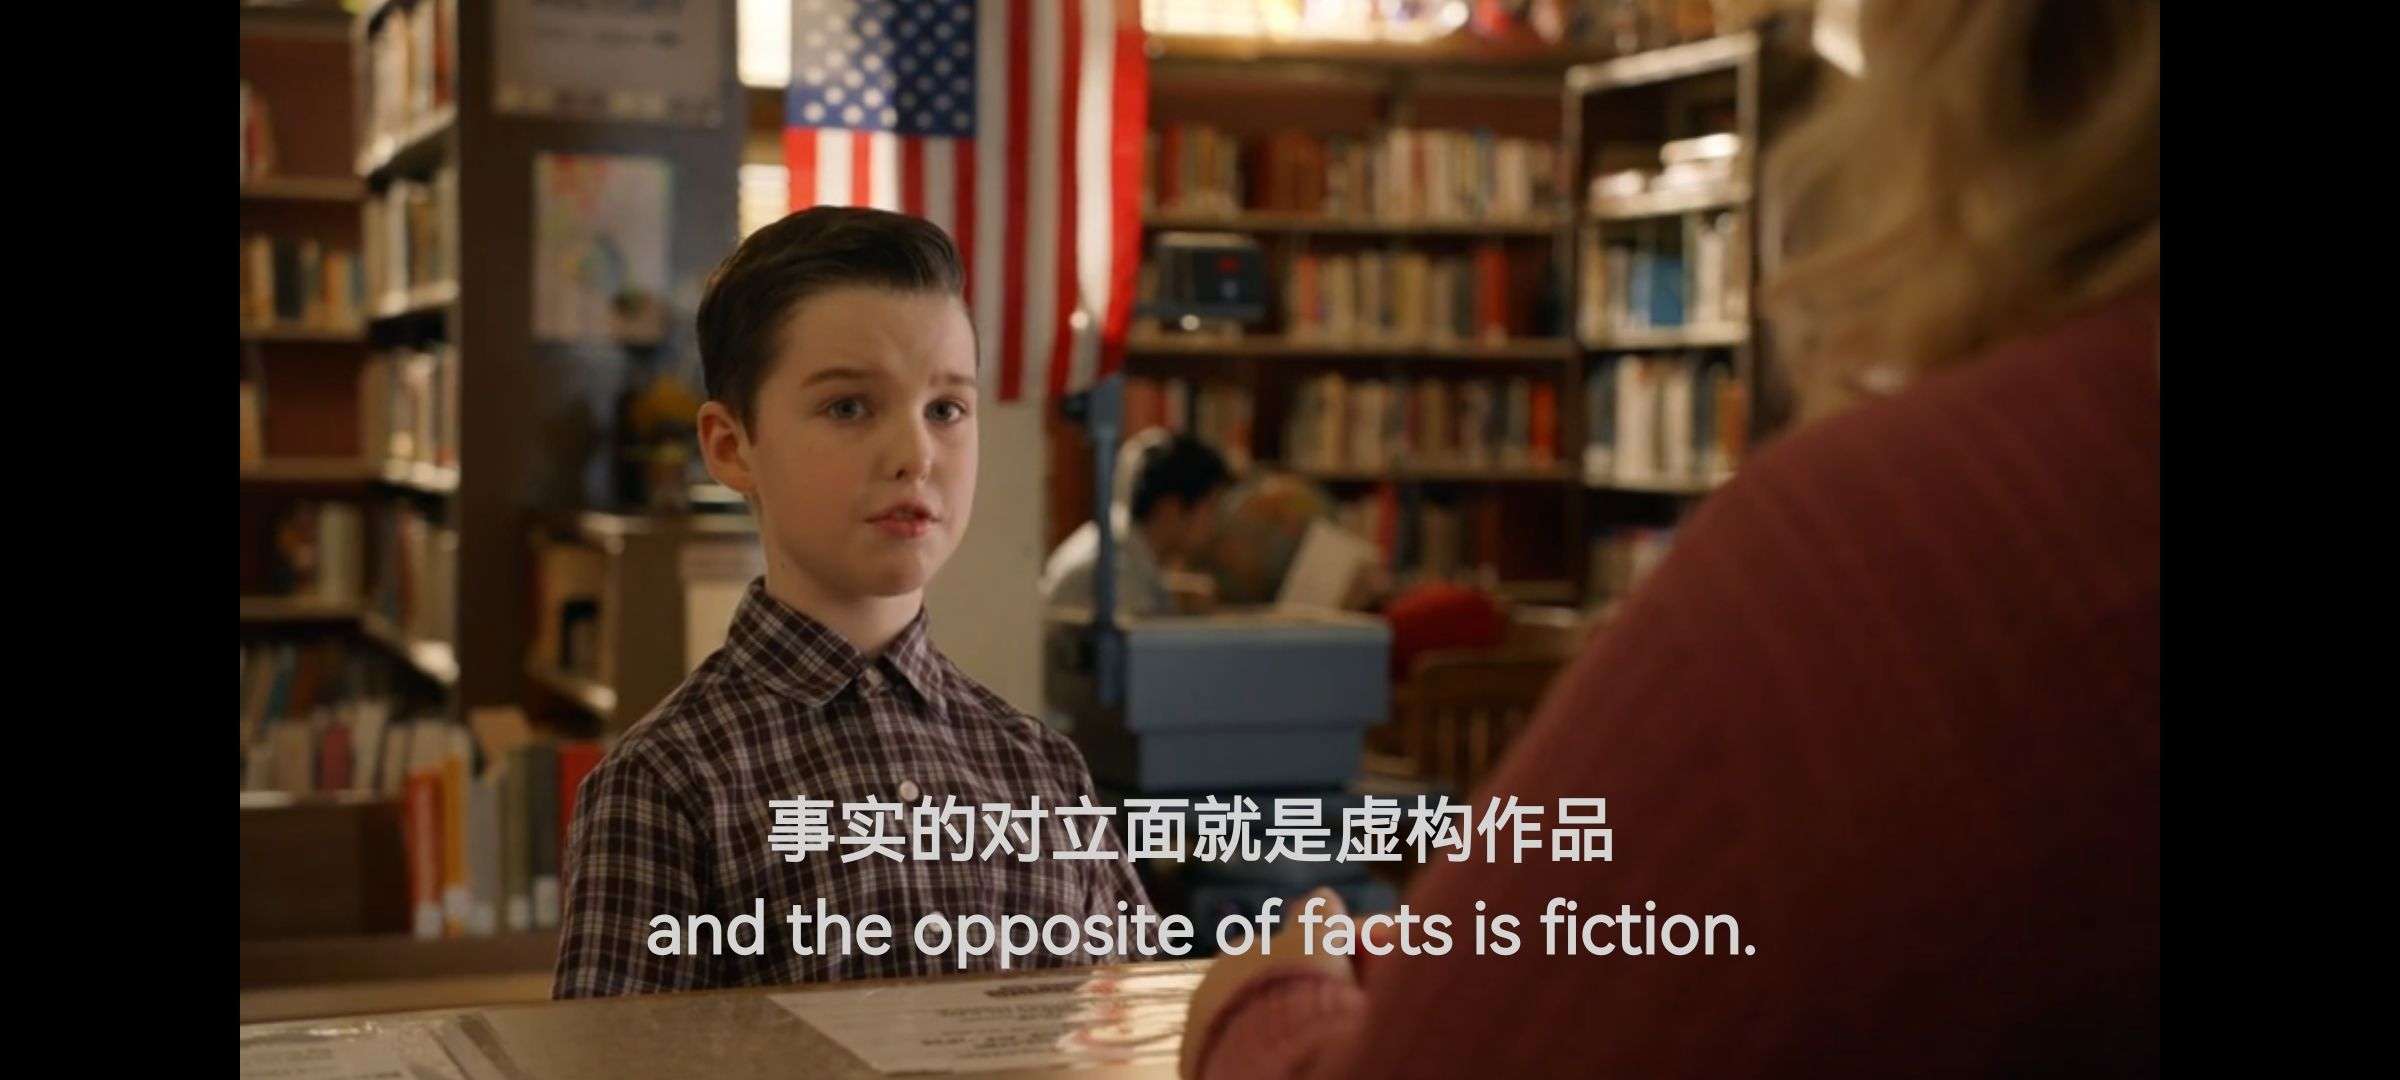 事实的对立面就是虚构作品
and the opposite of facts is fiction.